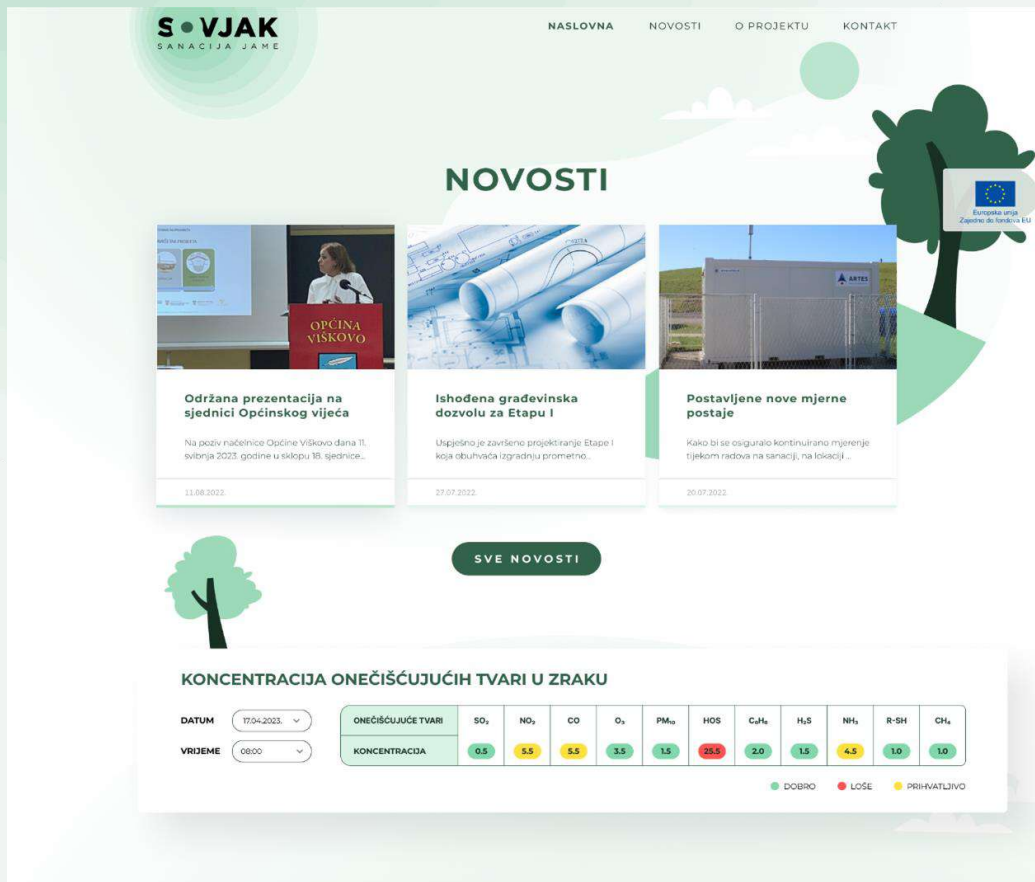 SOVJAK
SANACIJA JAME
NASLOVNA NOVOSTI O PROJEKTU KONTAKT
NOVOSTI
Europska unija
Zajedno do fondova EU
OPĆINA
VIŠKOVO
ARTES
Održana prezentacija na
sjednici Općinskog vijeća
Na poziv načelnice Općine Viškovo dana 11.
svibnja 2023. godine u sklopu 18. sjednice...
11.08.2022.
Ishođena građevinska
dozvolu za Etapu I
Uspješno je završeno projektiranje Etape I
koja obuhvaća izgradnju prometno...
27.07.2022.
Postavljene nove mjerne
postaje
Kako bi se osiguralo kontinuirano mjerenje
tijekom radova na sanaciji, na lokaciji ...
20.07.2022.
SVE NOVOSTI
KONCENTRACIJA ONEČIŠĆUJUĆIH TVARI U ZRAKU
DATUM 17.04.2023.
VRIJEME 08:00
ONEČIŠĆUJUĆE TVARI SO₂ NO₂ CO O₃ PM₁₀ HOS C₆H₆ H₂S NH₃ R-SH CH₄
KONCENTRACIJA 0.5 5.5 5.5 3.5 1.5 25.5 2.0 1.5 4.5 1.0 1.0
DOBRO LOŠE PRIHVATLJIVO